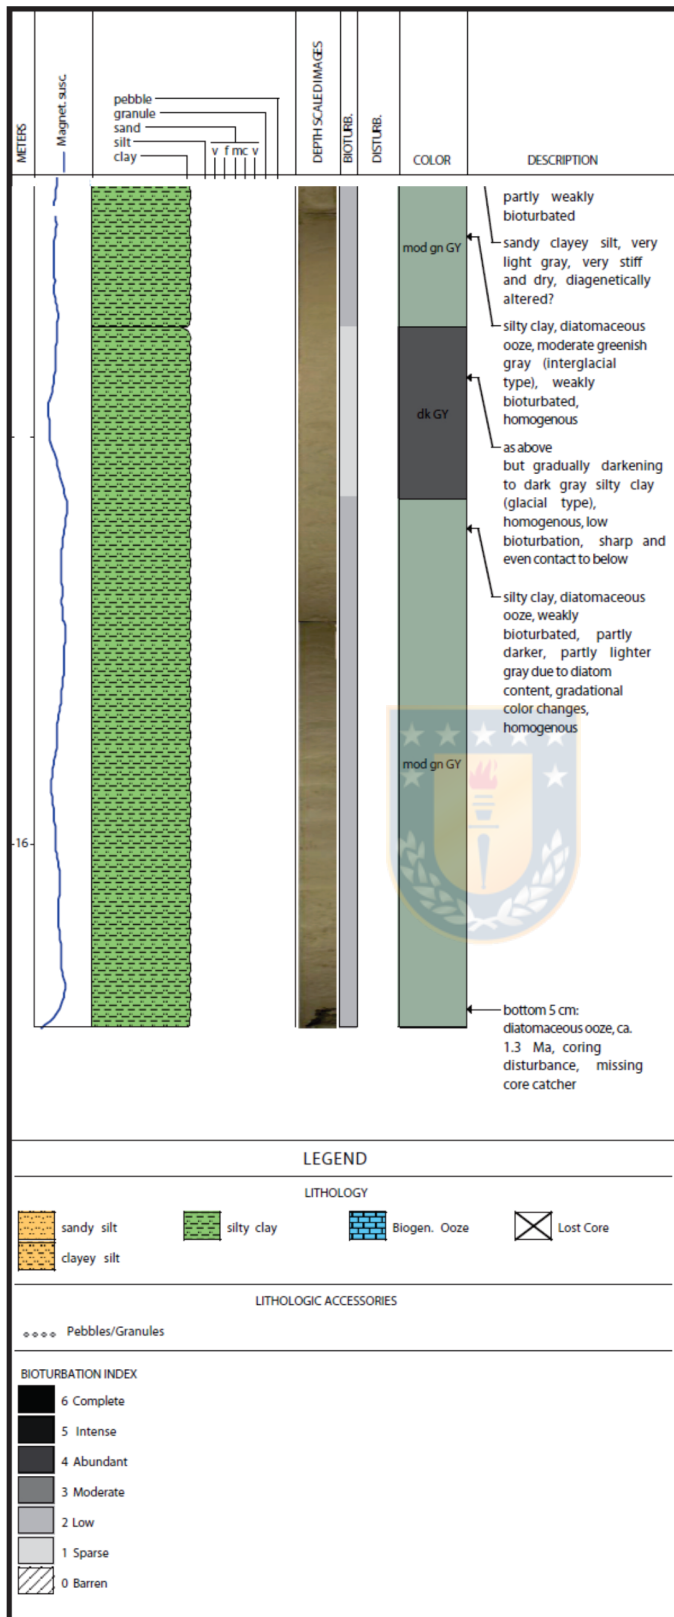 METERS
Magnet. susc.
pebble
granule
sand
silt
v f mc v
clay
DEPTH SCALED IMAGES
BIOTURB.
DISTURB.
COLOR
DESCRIPTION
partly weakly
bioturbated
mod gn GY
sandy clayey silt, very
light gray, very stiff
and dry, diagenetically
altered?
silty clay, diatomaceous
ooze, moderate greenish
gray (interglacial
type), weakly
bioturbated,
homogenous
dk GY
as above
but gradually darkening
to dark gray silty clay
(glacial type),
homogenous, low
bioturbation, sharp and
even contact to below
silty clay, diatomaceous
ooze, weakly
bioturbated, partly
darker, partly lighter
gray due to diatom
content, gradational
color changes,
homogenous
mod gn GY
16
bottom 5 cm:
diatomaceous ooze, ca.
1.3 Ma, coring
disturbance, missing
core catcher
LEGEND
LITHOLOGY
sandy silt
silty clay
Biogen. Ooze
Lost Core
clayey silt
LITHOLOGIC ACCESSORIES
Pebbles/Granules
BIOTURBATION INDEX
6 Complete
5 Intense
4 Abundant
3 Moderate
2 Low
1 Sparse
0 Barren